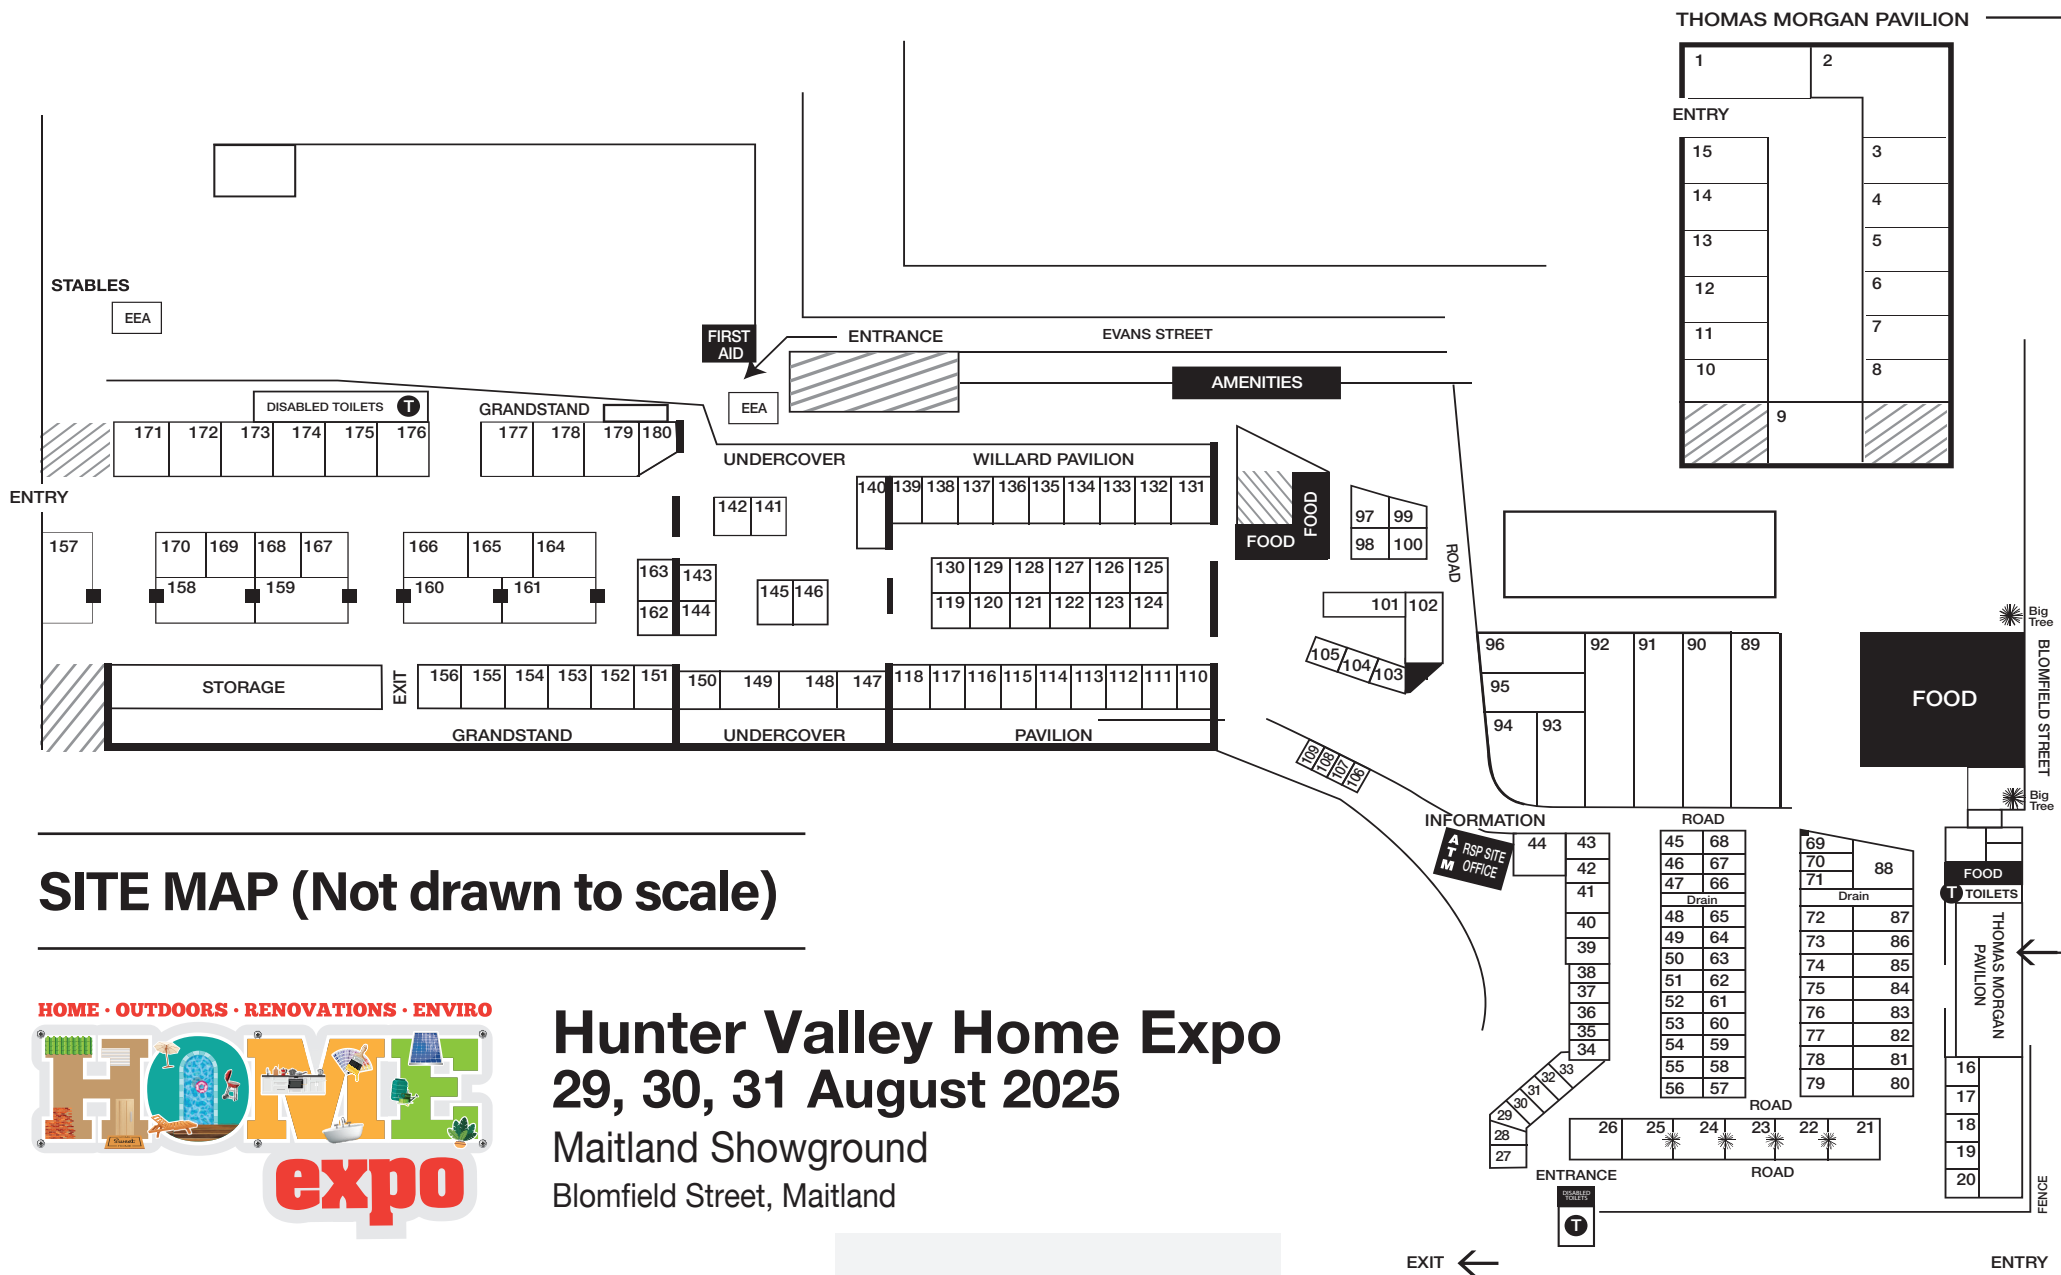 THOMAS MORGAN PAVILION
1 2
ENTRY
15 3
14 4
13 5
12 6
11 7
10 8
9
STABLES
EEA
FIRST
AID
ENTRANCE
EVANS STREET
AMENITIES
EEA
DISABLED TOILETS T
GRANDSTAND
171 172 173 174 175 176
177 178 179 180
UNDERCOVER
WILLARD PAVILION
140 139 138 137 136 135 134 133 132 131
142 141
ENTRY
157
170 169 168 167
158 159
166 165 164
160 161
163 143
162 144
145 146
130 129 128 127 126 125
119 120 121 122 123 124
FOOD
FOOD
97 99
98 100
ROAD
101 102
105 104 103
STORAGE
EXIT
156 155 154 153 152 151
150 149 148 147
118 117 116 115 114 113 112 111 110
GRANDSTAND
UNDERCOVER
PAVILION
109 108 107 106
96 92 91 90 89
95
94 93
Big
Tree
FOOD
BLOMFIELD STREET
Big
Tree
INFORMATION
ATM
RSP SITE
OFFICE
44 43
42
41
40
39
38
37
36
35
34
33
32
31
30
29
28
27
ROAD
45 68
46 67
47 66
Drain
48 65
49 64
50 63
51 62
52 61
53 60
54 59
55 58
56 57
69
70 88
71
Drain
72 87
73 86
74 85
75 84
76 83
77 82
78 81
79 80
ROAD
26 25 24 23 22 21
ROAD
FOOD
T TOILETS
THOMAS MORGAN
PAVILION
16
17
18
19
20
FENCE
ENTRANCE
DISABLED
TOILETS
T
EXIT
ENTRY
SITE MAP (Not drawn to scale)
HOME · OUTDOORS · RENOVATIONS · ENVIRO
HOME
expo
Hunter Valley Home Expo
29, 30, 31 August 2025
Maitland Showground
Blomfield Street, Maitland